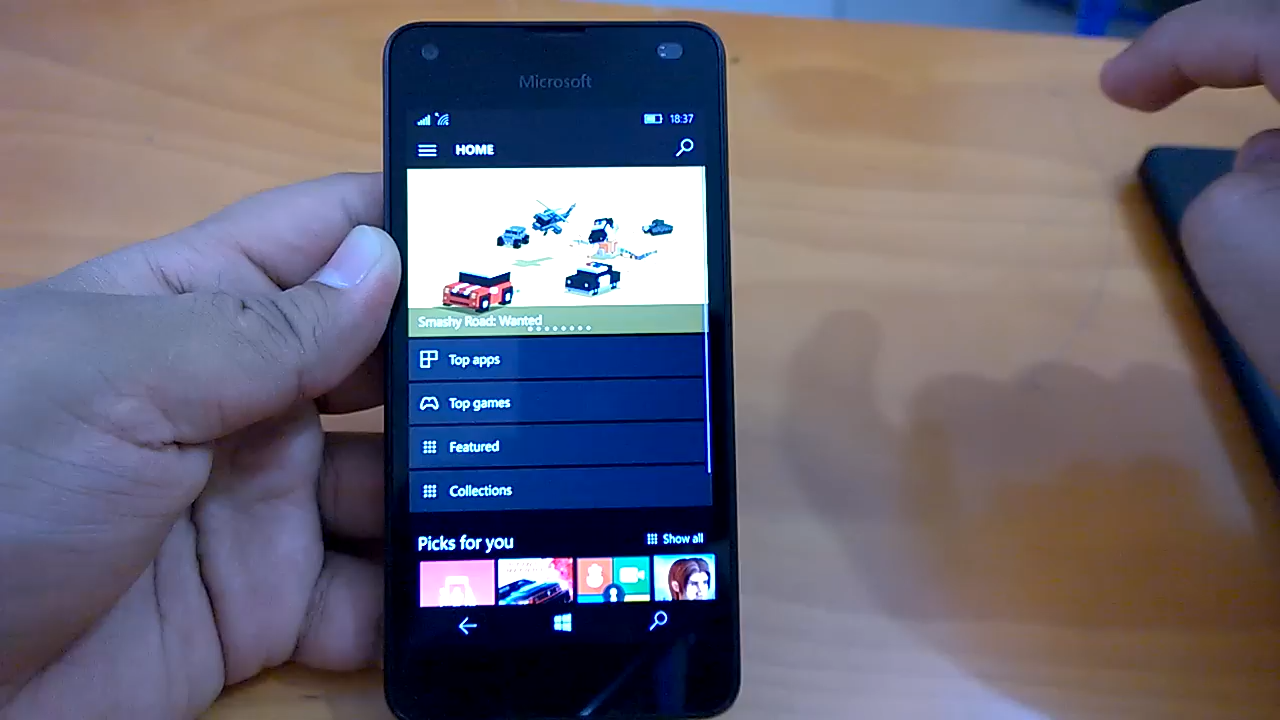 Microsoft
18:37
HOME
Smashy Road: Wanted
Top apps
Top games
Featured
Collections
Picks for you
Show all